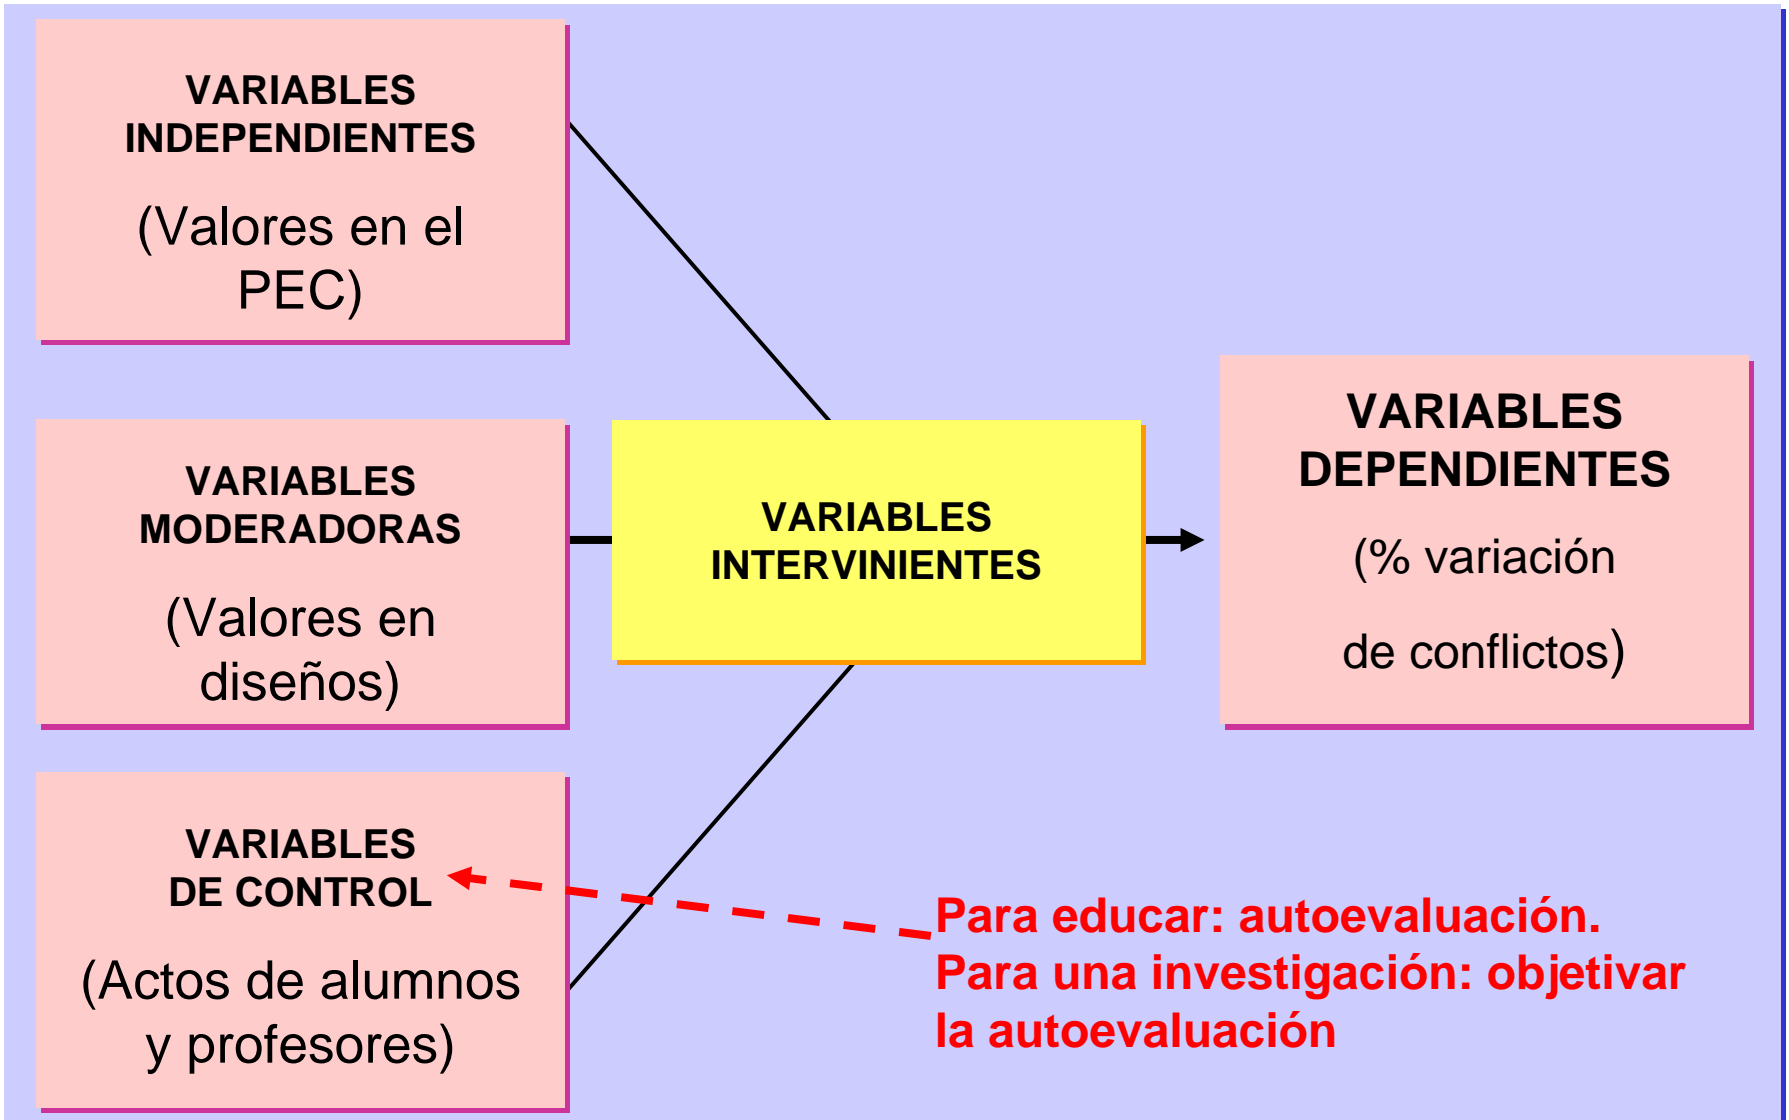 VARIABLES
INDEPENDIENTES
(Valores en el
PEC)
VARIABLES
MODERADORAS
(Valores en
diseños)
VARIABLES
DE CONTROL
(Actos de alumnos
y profesores)
VARIABLES
INTERVINIENTES
VARIABLES
DEPENDIENTES
(% variación
de conflictos)
Para educar: autoevaluación.
Para una investigación: objetivar
la autoevaluación